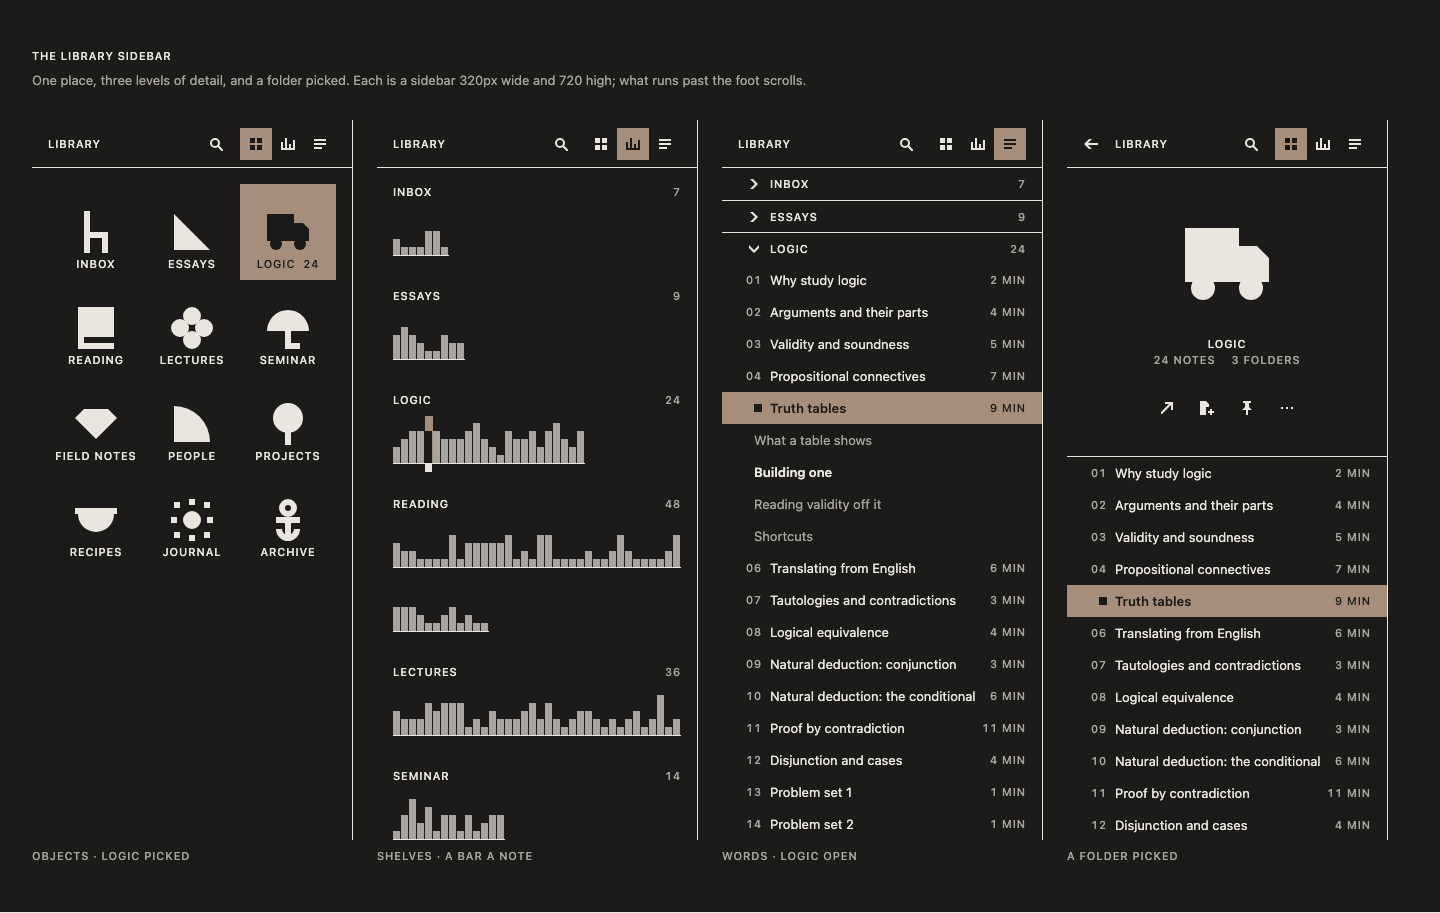 THE LIBRARY SIDEBAR
One place, three levels of detail, and a folder picked. Each is a sidebar 320px wide and 720 high; what runs past the foot scrolls.
LIBRARY
INBOX
ESSAYS
LOGIC 24
READING
LECTURES
SEMINAR
FIELD NOTES
PEOPLE
PROJECTS
RECIPES
JOURNAL
ARCHIVE
OBJECTS · LOGIC PICKED
LIBRARY
INBOX 7
ESSAYS 9
LOGIC 24
READING 48
LECTURES 36
SEMINAR 14
SHELVES · A BAR A NOTE
LIBRARY
INBOX 7
ESSAYS 9
LOGIC 24
01 Why study logic 2 MIN
02 Arguments and their parts 4 MIN
03 Validity and soundness 5 MIN
04 Propositional connectives 7 MIN
Truth tables 9 MIN
What a table shows
Building one
Reading validity off it
Shortcuts
06 Translating from English 6 MIN
07 Tautologies and contradictions 3 MIN
08 Logical equivalence 4 MIN
09 Natural deduction: conjunction 3 MIN
10 Natural deduction: the conditional 6 MIN
11 Proof by contradiction 11 MIN
12 Disjunction and cases 4 MIN
13 Problem set 1 1 MIN
14 Problem set 2 1 MIN
WORDS · LOGIC OPEN
LIBRARY
LOGIC
24 NOTES 3 FOLDERS
01 Why study logic 2 MIN
02 Arguments and their parts 4 MIN
03 Validity and soundness 5 MIN
04 Propositional connectives 7 MIN
Truth tables 9 MIN
06 Translating from English 6 MIN
07 Tautologies and contradictions 3 MIN
08 Logical equivalence 4 MIN
09 Natural deduction: conjunction 3 MIN
10 Natural deduction: the conditional 6 MIN
11 Proof by contradiction 11 MIN
12 Disjunction and cases 4 MIN
A FOLDER PICKED